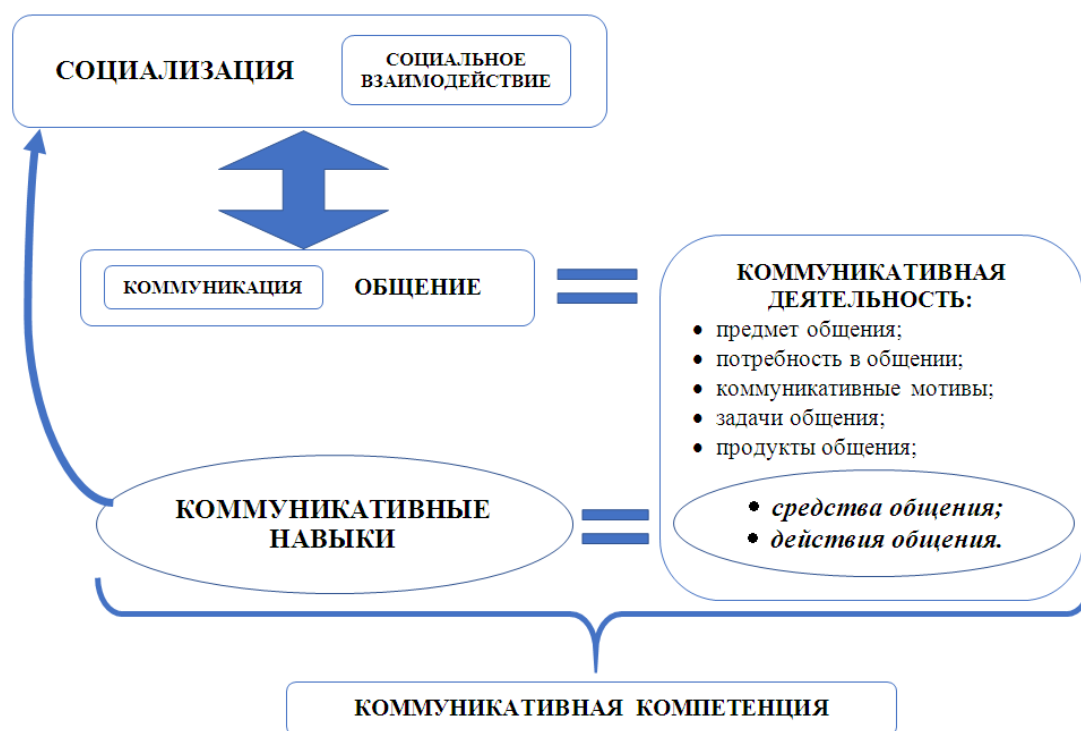 СОЦИАЛИЗАЦИЯ
СОЦИАЛЬНОЕ
ВЗАИМОДЕЙСТВИЕ
КОММУНИКАЦИЯ
ОБЩЕНИЕ
КОММУНИКАТИВНАЯ
ДЕЯТЕЛЬНОСТЬ:
• предмет общения;
• потребность в общении;
• коммуникативные мотивы;
• задачи общения;
• продукты общения;
КОММУНИКАТИВНЫЕ
НАВЫКИ
• средства общения;
• действия общения.
КОММУНИКАТИВНАЯ КОМПЕТЕНЦИЯ